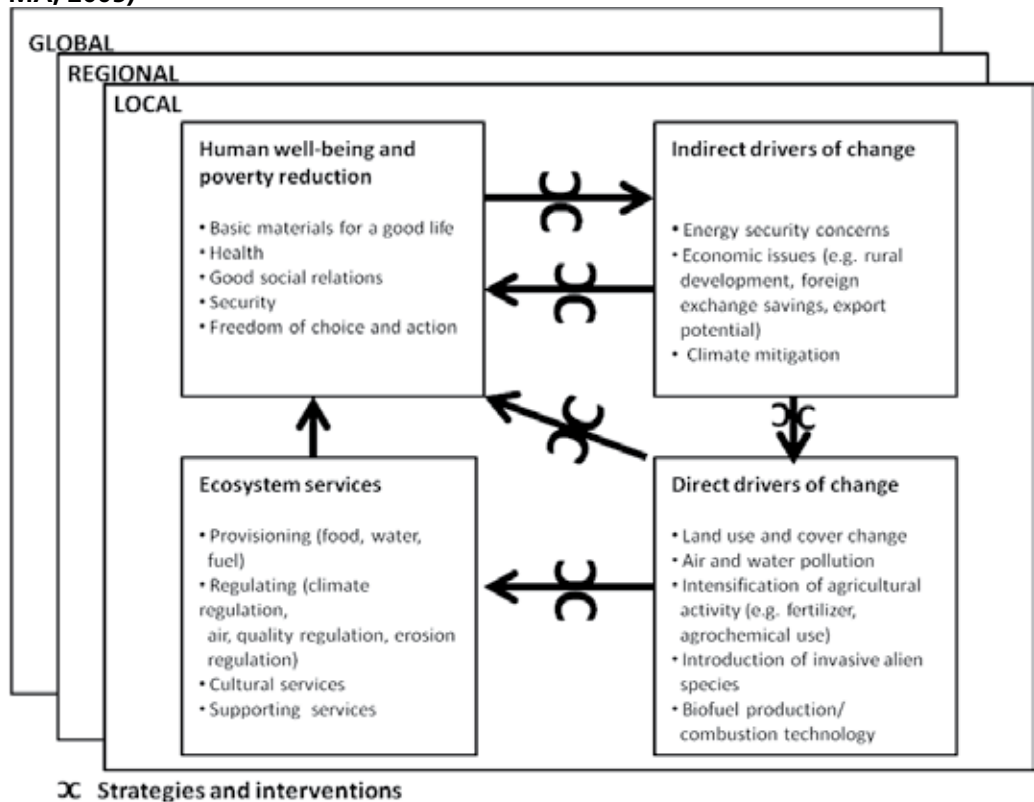 MA, 2005)
GLOBAL
REGIONAL
LOCAL
Human well-being and
poverty reduction
• Basic materials for a good life
• Health
• Good social relations
• Security
• Freedom of choice and action
Indirect drivers of change
• Energy security concerns
• Economic issues (e.g. rural
development, foreign
exchange savings, export
potential)
• Climate mitigation
Ecosystem services
• Provisioning (food, water,
fuel)
• Regulating (climate
regulation,
air, quality regulation, erosion
regulation)
• Cultural services
• Supporting services
Direct drivers of change
• Land use and cover change
• Air and water pollution
• Intensification of agricultural
activity (e.g. fertilizer,
agrochemical use)
• Introduction of invasive alien
species
• Biofuel production/
combustion technology
Strategies and interventions